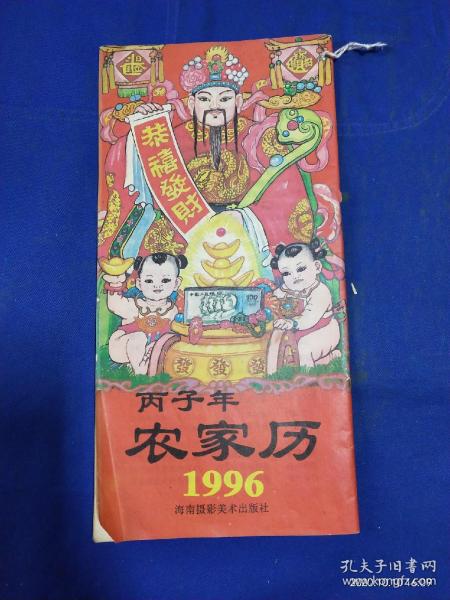 恭禧發財
發
發
發
丙子年
农家历
1996
海南摄影美术出版社
孔夫子旧书网